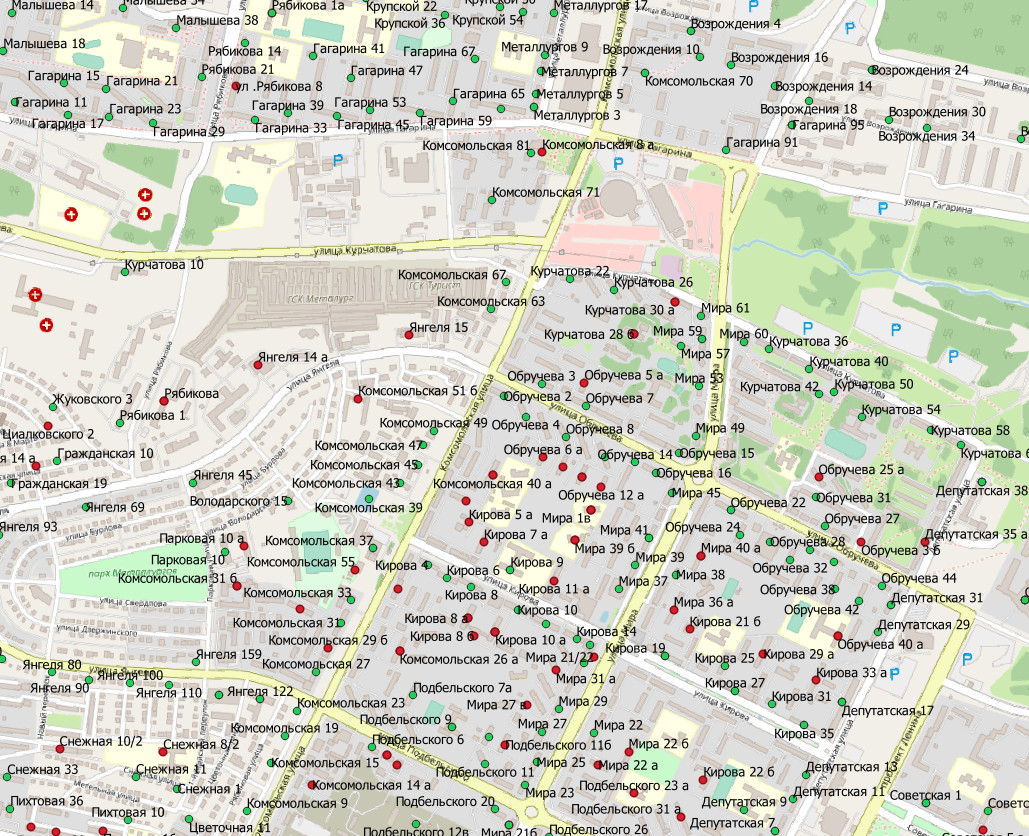 Малышева 14
Малышева 34
Рябикова 1а
Крупской 22
Крупской 56
Металлургов 17
Малышева 38
Крупской 36
Крупской 54
Возрождения 4
Малышева 18
Рябикова 14
Гагарина 41
Гагарина 67
Металлургов 9
Возрождения 10
Возрождения 16
Рябикова 21
Гагарина 47
Металлургов 7
Комсомольская 70
Возрождения 24
Гагарина 15
Гагарина 21
ул .Рябикова 8
Возрождения 14
Гагарина 11
Гагарина 23
Гагарина 39
Гагарина 53
Гагарина 65
Металлургов 5
Возрождения 18
Возрождения 30
Гагарина 17
Гагарина 29
Гагарина 33
Гагарина 45
Гагарина 59
Металлургов 3
Гагарина 95
Возрождения 34
улица Гагарина
Комсомольская 81
Комсомольская 8 а
улица Гагарина
Гагарина 91
Комсомольская 71
улица Гагарина
улица Курчатова
Курчатова 10
Комсомольская 67
Курчатова 22
Курчатова 26
ГСК Металлург
ГСК Турист
Комсомольская 63
Курчатова 30 а
Мира 61
Янгеля 15
Курчатова 28 б
Мира 59
Мира 60
Курчатова 36
Янгеля 14 а
Мира 57
Курчатова 40
улица Янгеля
Обручева 3
Обручева 5 а
Мира 53
Курчатова 42
Курчатова 50
Жуковского 3
Рябикова
Комсомольская 51 б
Обручева 2
Обручева 7
Курчатова 54
Рябикова 1
Комсомольская 49
Обручева 4
Обручева 8
Мира 49
Курчатова 58
Циалковского 2
Комсомольская 47
Обручева 6 а
Обручева 14
Обручева 15
Гражданская 10
Комсомольская 45
Обручева 16
Обручева 25 а
Гражданская 19
Янгеля 45
Комсомольская 43
Комсомольская 40 а
Обручева 12 а
Мира 45
Обручева 31
Депутатская 38
Янгеля 69
Володарского 15
Комсомольская 39
Кирова 5 а
Мира 1в
Обручева 22
Обручева 27
Янгеля 93
Парковая 10 а
Комсомольская 37
Кирова 7 а
Мира 41
Обручева 24
Обручева 28
Обручева 3 б
Депутатская 35 а
Парковая 10
Комсомольская 55
Кирова 4
Кирова 9
Мира 39 б
Мира 39
Мира 40 а
Обручева 32
парк Металлургов
Комсомольская 31 б
Кирова 6
Кирова 11 а
Мира 37
Мира 38
Обручева 38
Обручева 44
улица Свердлова
Комсомольская 33
Кирова 8
Кирова 10
Мира 36 а
Обручева 42
Депутатская 31
улица Дзержинского
Комсомольская 31
Кирова 8 а
Кирова 14
Кирова 21 б
Депутатская 29
Комсомольская 29 б
Кирова 8 б
Кирова 10 а
Кирова 19
Обручева 40 а
Янгеля 80
Янгеля 159
Комсомольская 27
Комсомольская 26 а
Мира 21/22
Кирова 25
Кирова 29 а
Янгеля 100
Мира 31 а
Кирова 33 а
Янгеля 90
Янгеля 110
Янгеля 122
Подбельского 7а
Мира 27 в
Мира 29
Кирова 27
Кирова 31
Комсомольская 23
улица Кирова
Депутатская 17
Подбельского 9
Мира 27
Мира 22
Комсомольская 19
Кирова 35
Снежная 10/2
Снежная 8/2
Подбельского 6
Подбельского 11б
Мира 22 б
Снежная 33
Снежная 11
Комсомольская 15
Подбельского 11
Мира 25
Мира 22 а
Кирова 22 б
Депутатская 13
Снежная 1
Комсомольская 14 а
Мира 23
Подбельского 23 а
Депутатская 11
Пихтовая 36
Пихтовая 10
Комсомольская 9
Подбельского 20
Подбельского 31 а
Депутатская 9
Советская 1
Цветочная 11
Подбельского 12в
Мира 21б
Подбельского 26
Депутатская 7